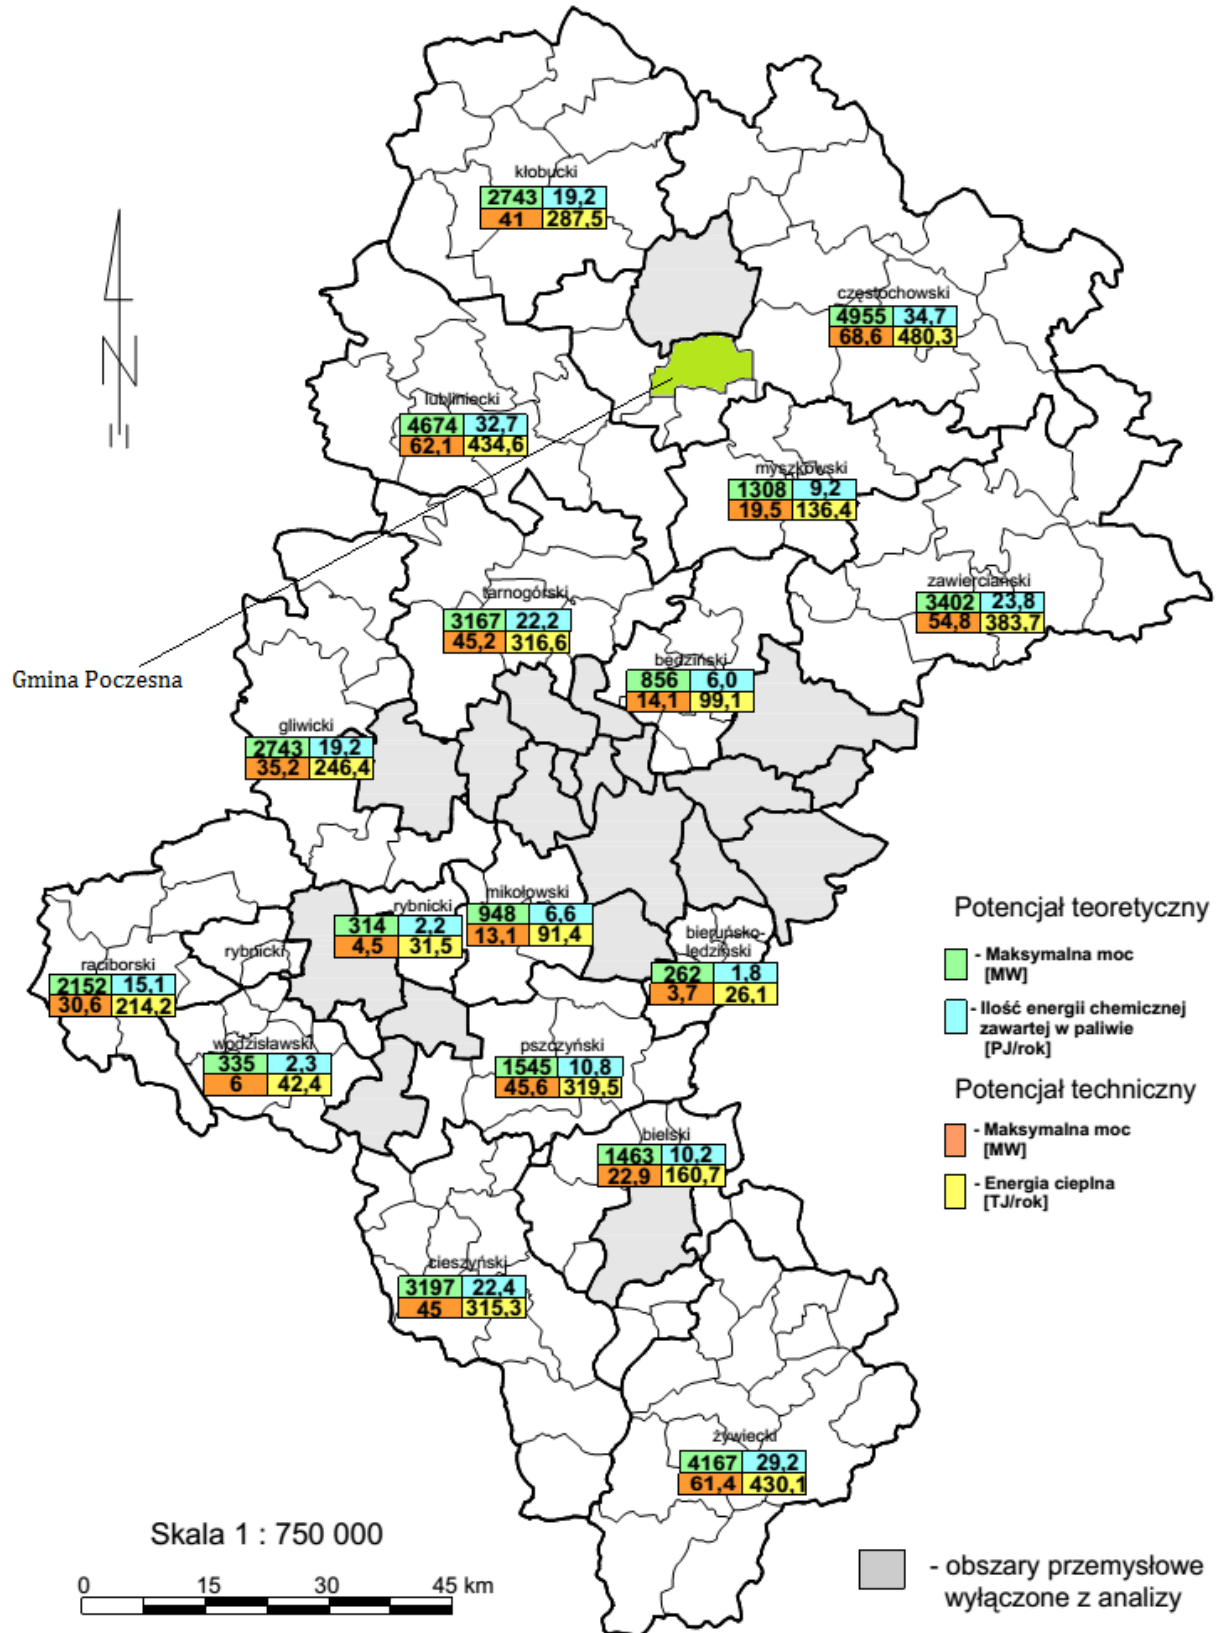 kłobucki
2743 19,2
41 287,5
częstochowski
4955 34,7
68,6 480,3
lubliniecki
4674 32,7
62,1 434,6
myszkowski
1308 9,2
19,5 136,4
zawierciański
3402 23,8
54,8 383,7
tarnogórski
3167 22,2
45,2 316,6
Gmina Poczesna
będziński
856 6,0
14,1 99,1
gliwicki
2743 19,2
35,2 246,4
mikołowski
948 6,6
13,1 91,4
rybnicki
314 2,2
4,5 31,5
rybnicki
bieruńsko-
lędziński
262 1,8
3,7 26,1
raciborski
2152 15,1
30,6 214,2
wodzisławski
335 2,3
6 42,4
pszczyński
1545 10,8
45,6 319,5
bielski
1463 10,2
22,9 160,7
cieszyński
3197 22,4
45 315,3
żywiecki
4167 29,2
61,4 430,1
Potencjał teoretyczny
- Maksymalna moc
[MW]
- Ilość energii chemicznej
zawartej w paliwie
[PJ/rok]
Potencjał techniczny
- Maksymalna moc
[MW]
- Energia cieplna
[TJ/rok]
Skala 1 : 750 000
0 15 30 45 km
- obszary przemysłowe
wyłączone z analizy
N